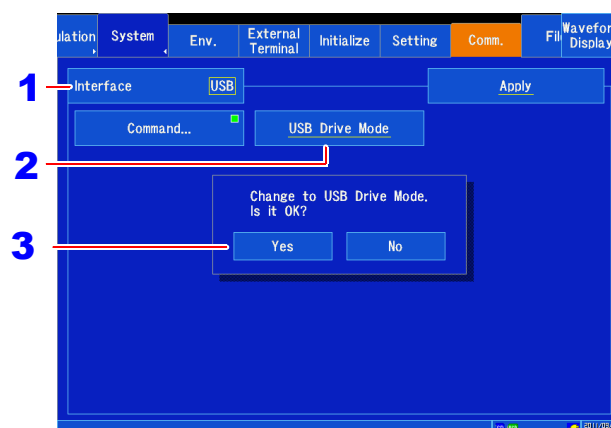 ulation System Env. External Terminal Initialize Setting Comm. Fil Wavefor Display
1 Interface USB Apply
Command... USB Drive Mode
2
Change to USB Drive Mode.
Is it OK?
3 Yes No